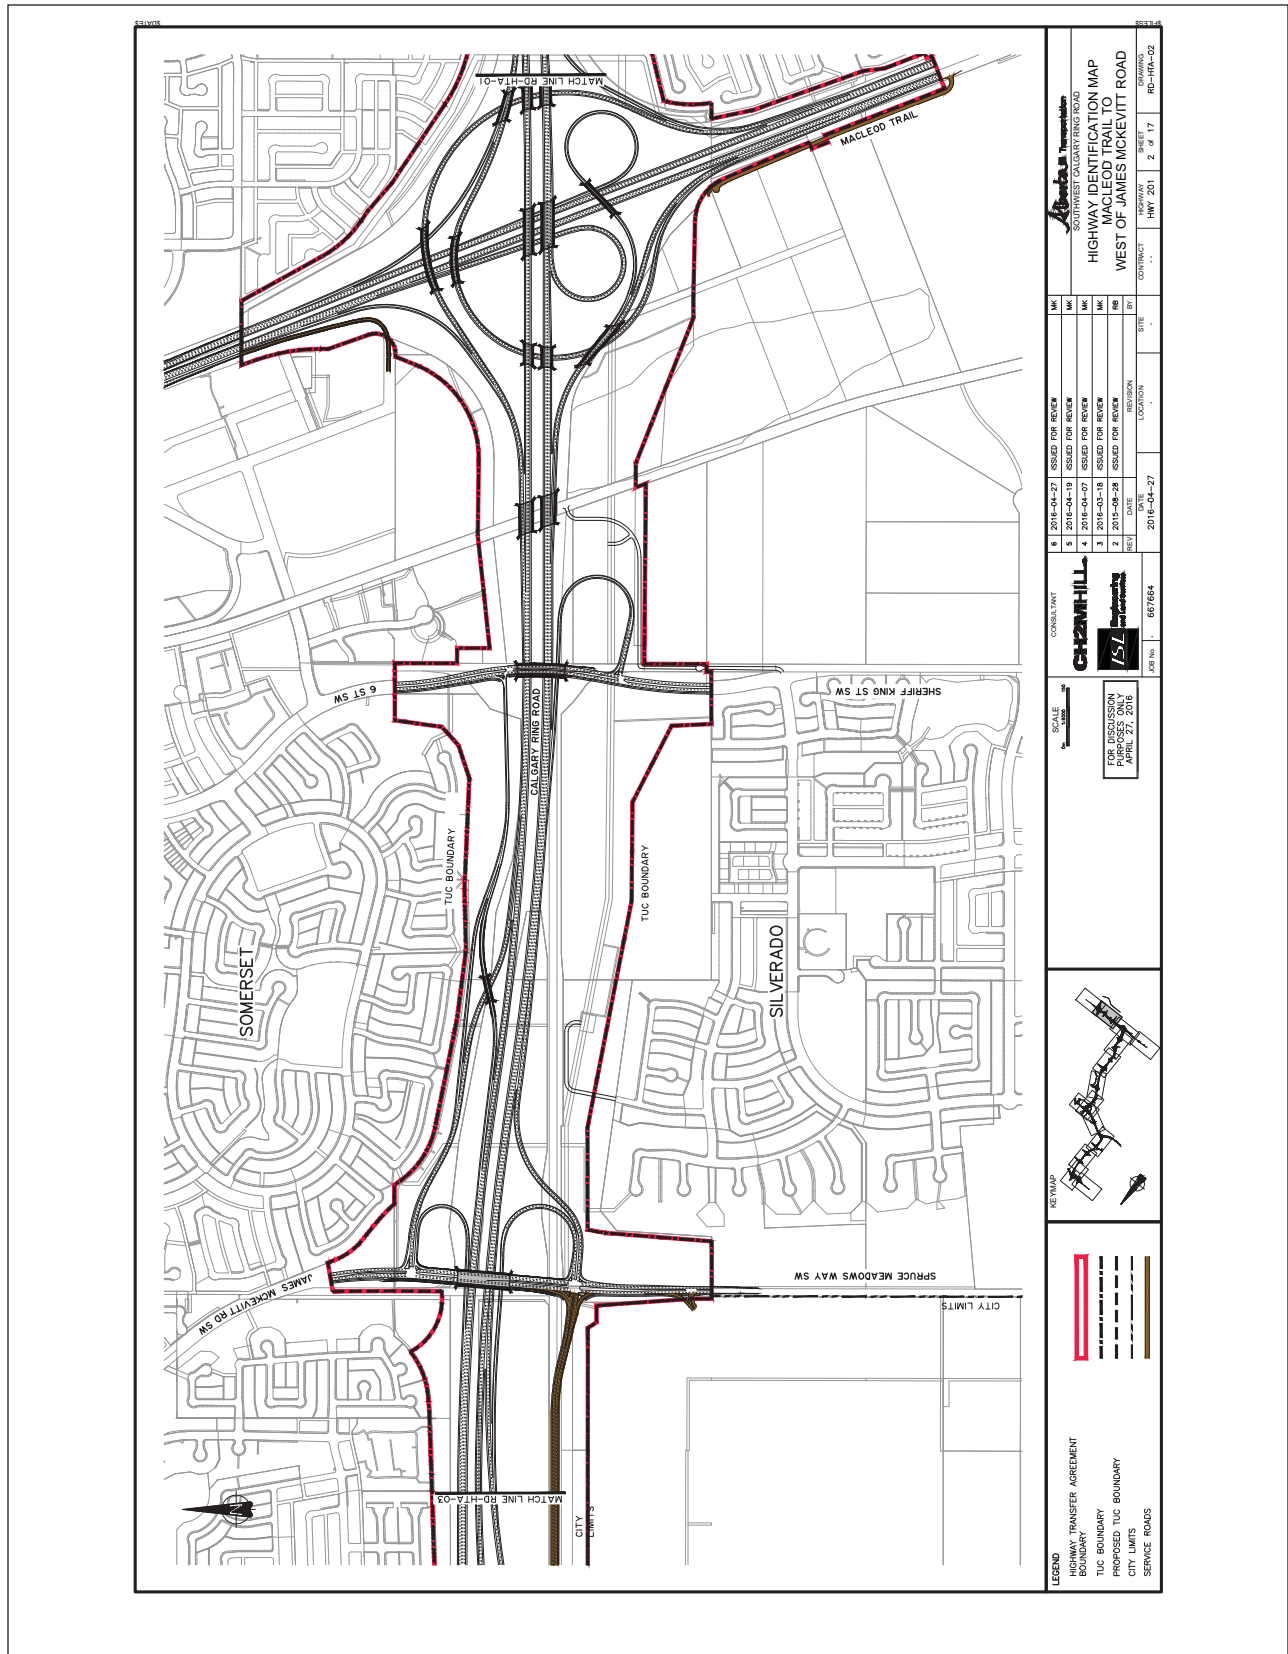 $DATE$
$FILES$
MATCH LINE RD-HTA-01
MACLEOD TRAIL
6 ST SW
SHERIFF KING ST SW
CALGARY RING ROAD
TUC BOUNDARY
TUC BOUNDARY
SOMERSET
SILVERADO
JAMES MCKEVITT RD SW
SPRUCE MEADOWS WAY SW
CITY LIMITS
MATCH LINE RD-HTA-03
CITY
LIMITS
N
LEGEND
HIGHWAY TRANSFER AGREEMENT
BOUNDARY
TUC BOUNDARY
PROPOSED TUC BOUNDARY
CITY LIMITS
SERVICE ROADS
KEYMAP
FOR DISCUSSION
PURPOSES ONLY
APRIL 27, 2016
SCALE
CONSULTANT
CH2MHILL
ISL Engineering
and Land Services
JOB No. . 667664
6 2016-04-27 ISSUED FOR REVIEW MK
5 2016-04-19 ISSUED FOR REVIEW MK
4 2016-04-07 ISSUED FOR REVIEW MK
3 2016-03-18 ISSUED FOR REVIEW MK
2 2015-08-28 ISSUED FOR REVIEW RB
REV DATE REVISION BY
DATE LOCATION SITE
2016-04-27 . .
Alberta Transportation
SOUTHWEST CALGARY RING ROAD
HIGHWAY IDENTIFICATION MAP
MACLEOD TRAIL TO
WEST OF JAMES MCKEVITT ROAD
CONTRACT HIGHWAY SHEET DRAWING
.. HWY 201 2 of 17 RD-HTA-02